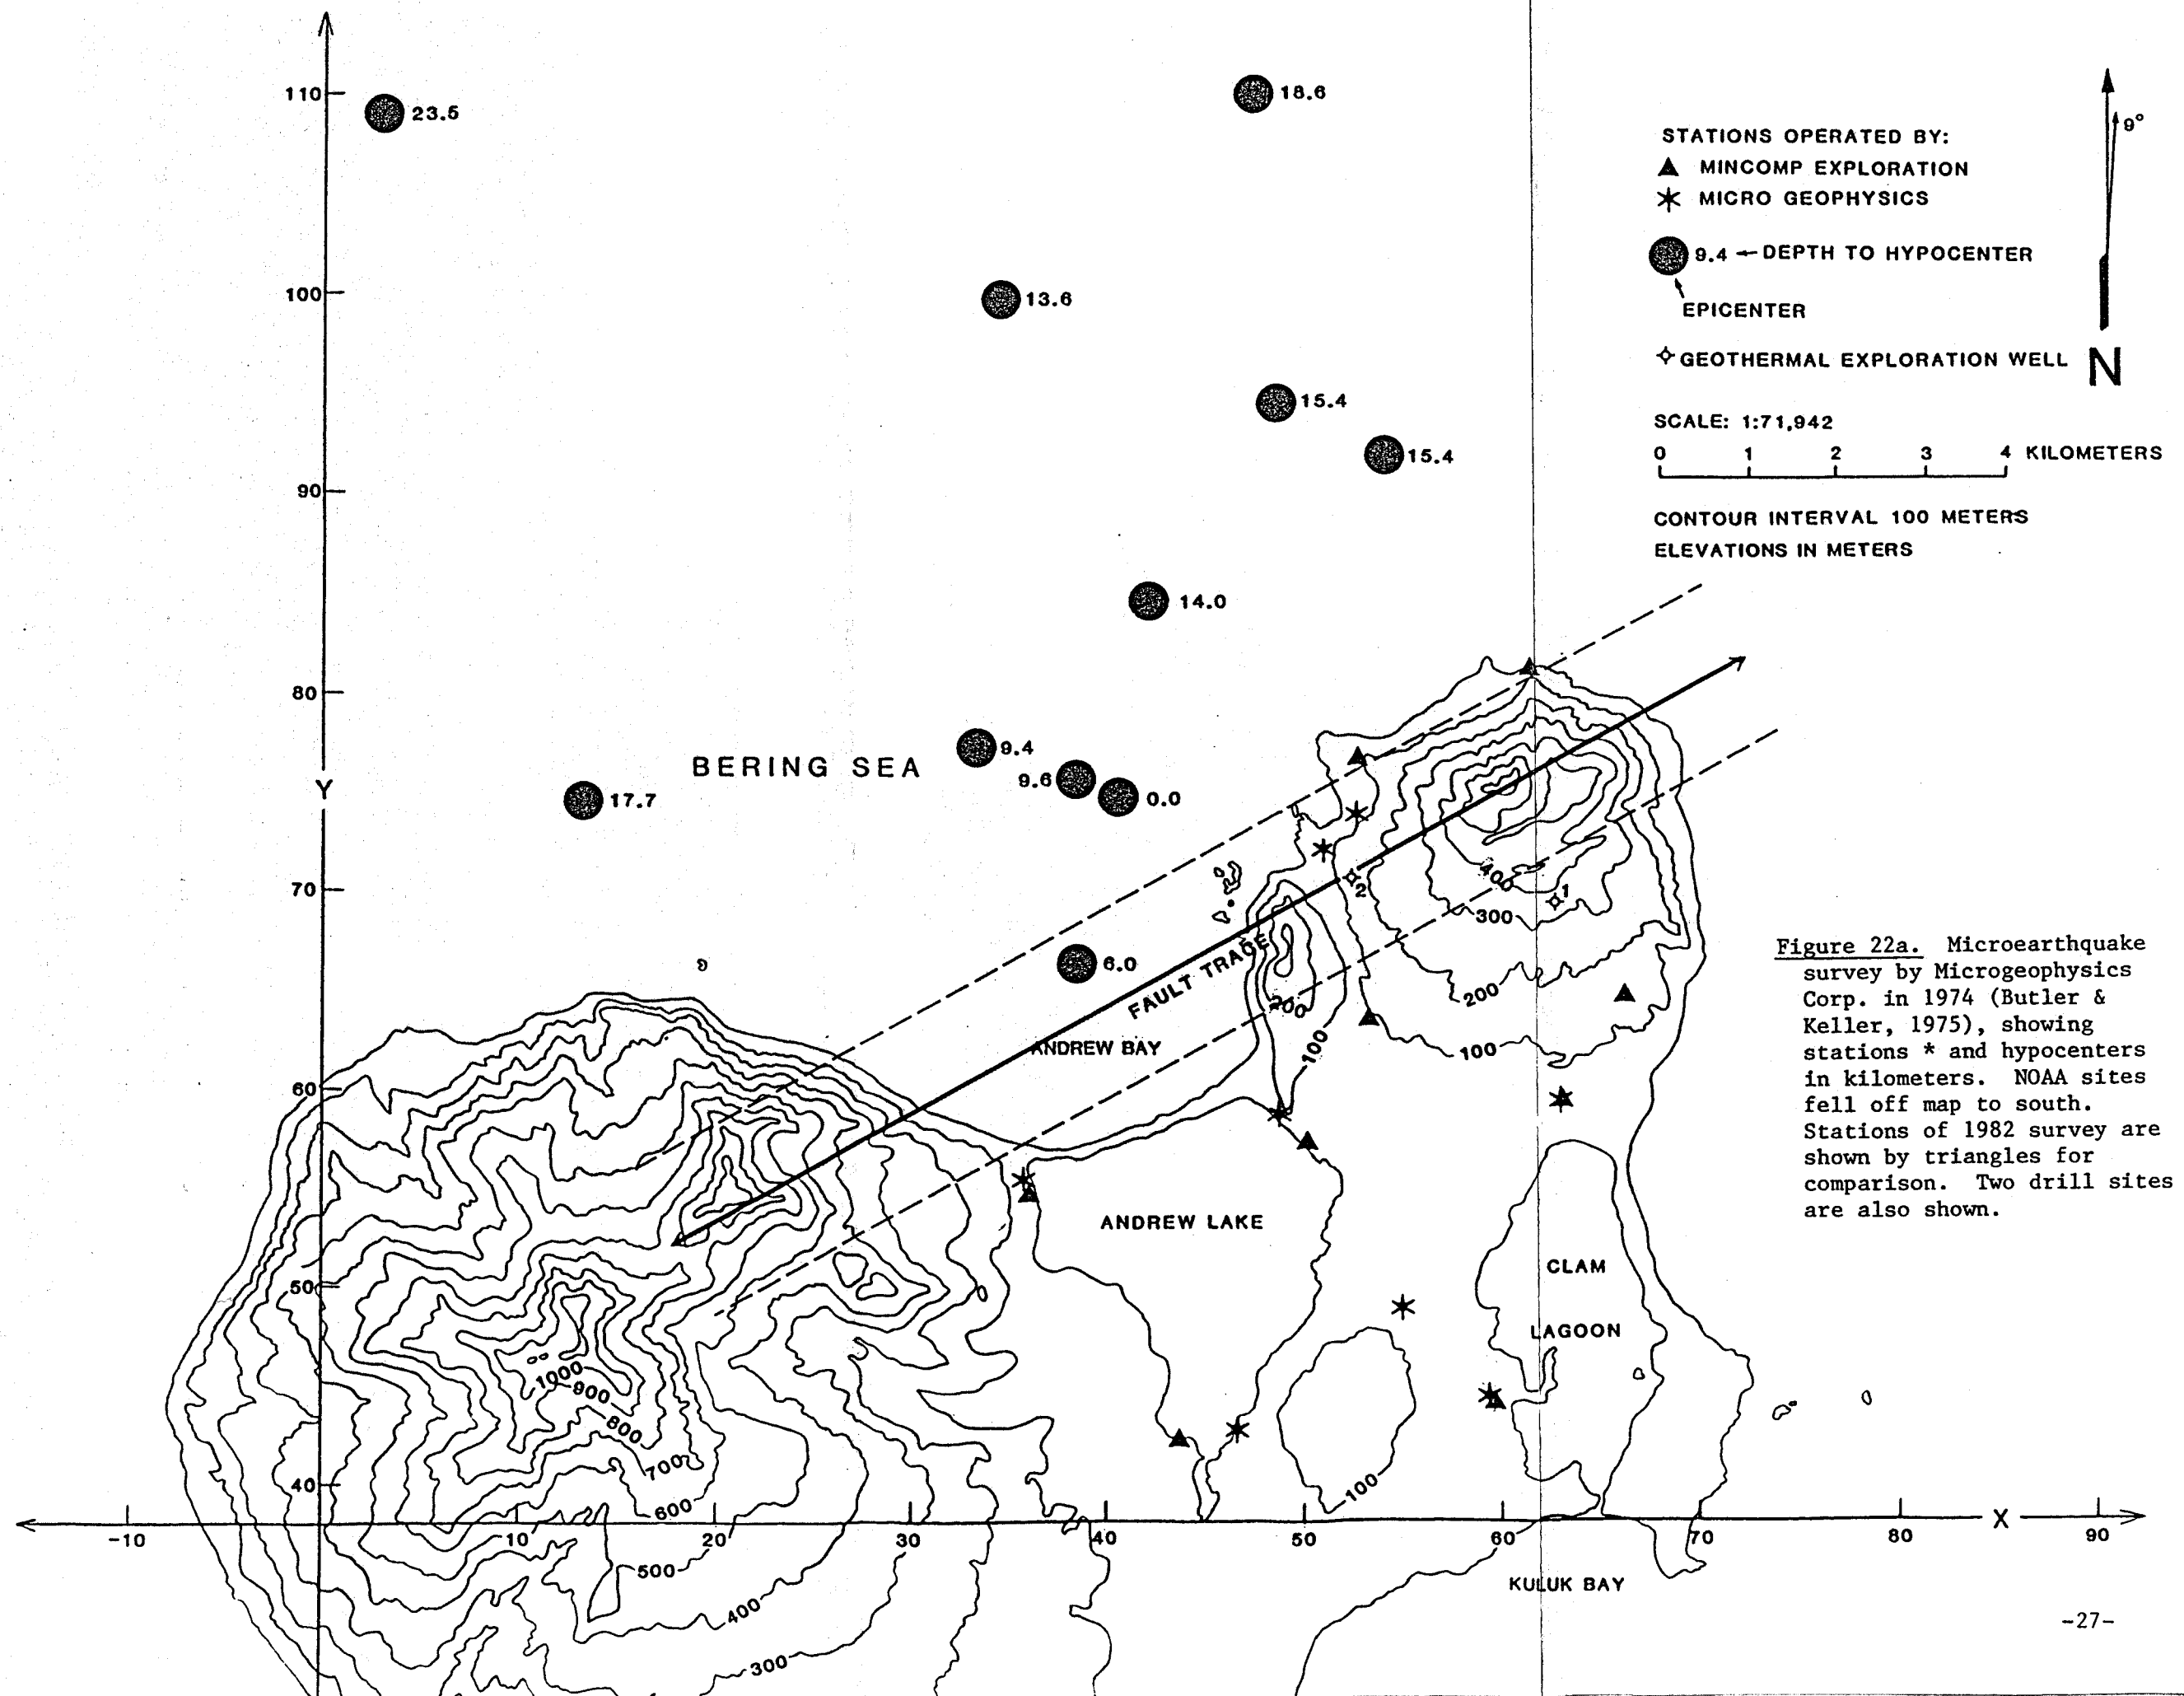 110
23.5
18.6
STATIONS OPERATED BY:
MINCOMP EXPLORATION
MICRO GEOPHYSICS
9.4 DEPTH TO HYPOCENTER
EPICENTER
GEOTHERMAL EXPLORATION WELL
9°
N
SCALE: 1:71,942
0 1 2 3 4 KILOMETERS
CONTOUR INTERVAL 100 METERS
ELEVATIONS IN METERS
100
13.6
15.4
15.4
90
14.0
80
BERING SEA
9.4
9.6
0.0
Y
17.7
70
6.0
FAULT TRACE
ANDREW BAY
2
1
400
300
200
200
100
100
60
50
40
ANDREW LAKE
CLAM
LAGOON
1000
900
800
700
600
500
400
300
100
-10 10 20 30 40 50 60 70 80 X 90
KULUK BAY
Figure 22a. Microearthquake
survey by Microgeophysics
Corp. in 1974 (Butler &
Keller, 1975), showing
stations * and hypocenters
in kilometers. NOAA sites
fell off map to south.
Stations of 1982 survey are
shown by triangles for
comparison. Two drill sites
are also shown.
-27-